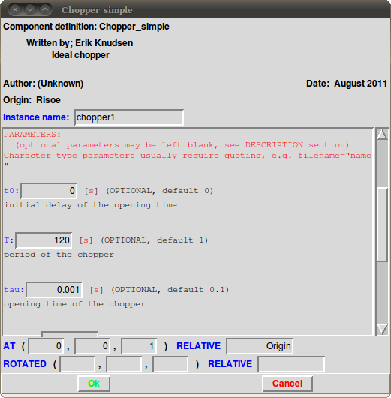 Chopper simple
Component definition: Chopper_simple
Written by; Erik Knudsen
Ideal chopper
Author: (Unknown) Date: August 2011
Origin: Risoe
Instance name: chopper1
PARAMETERS:
(optional parameters may be left blank, see DESCRIPTION section)
Character type parameters usually require quoting, e.g. filename="name
"
t0: 0 [s] (OPTIONAL, default 0)
initial delay of the opening time
T: 120 [s] (OPTIONAL, default 1)
period of the chopper
tau: 0.001 [s] (OPTIONAL, default 0.1)
opening time of the chopper
AT ( 0 , 0 , 1 ) RELATIVE Origin
ROTATED ( , , ) RELATIVE
Ok Cancel